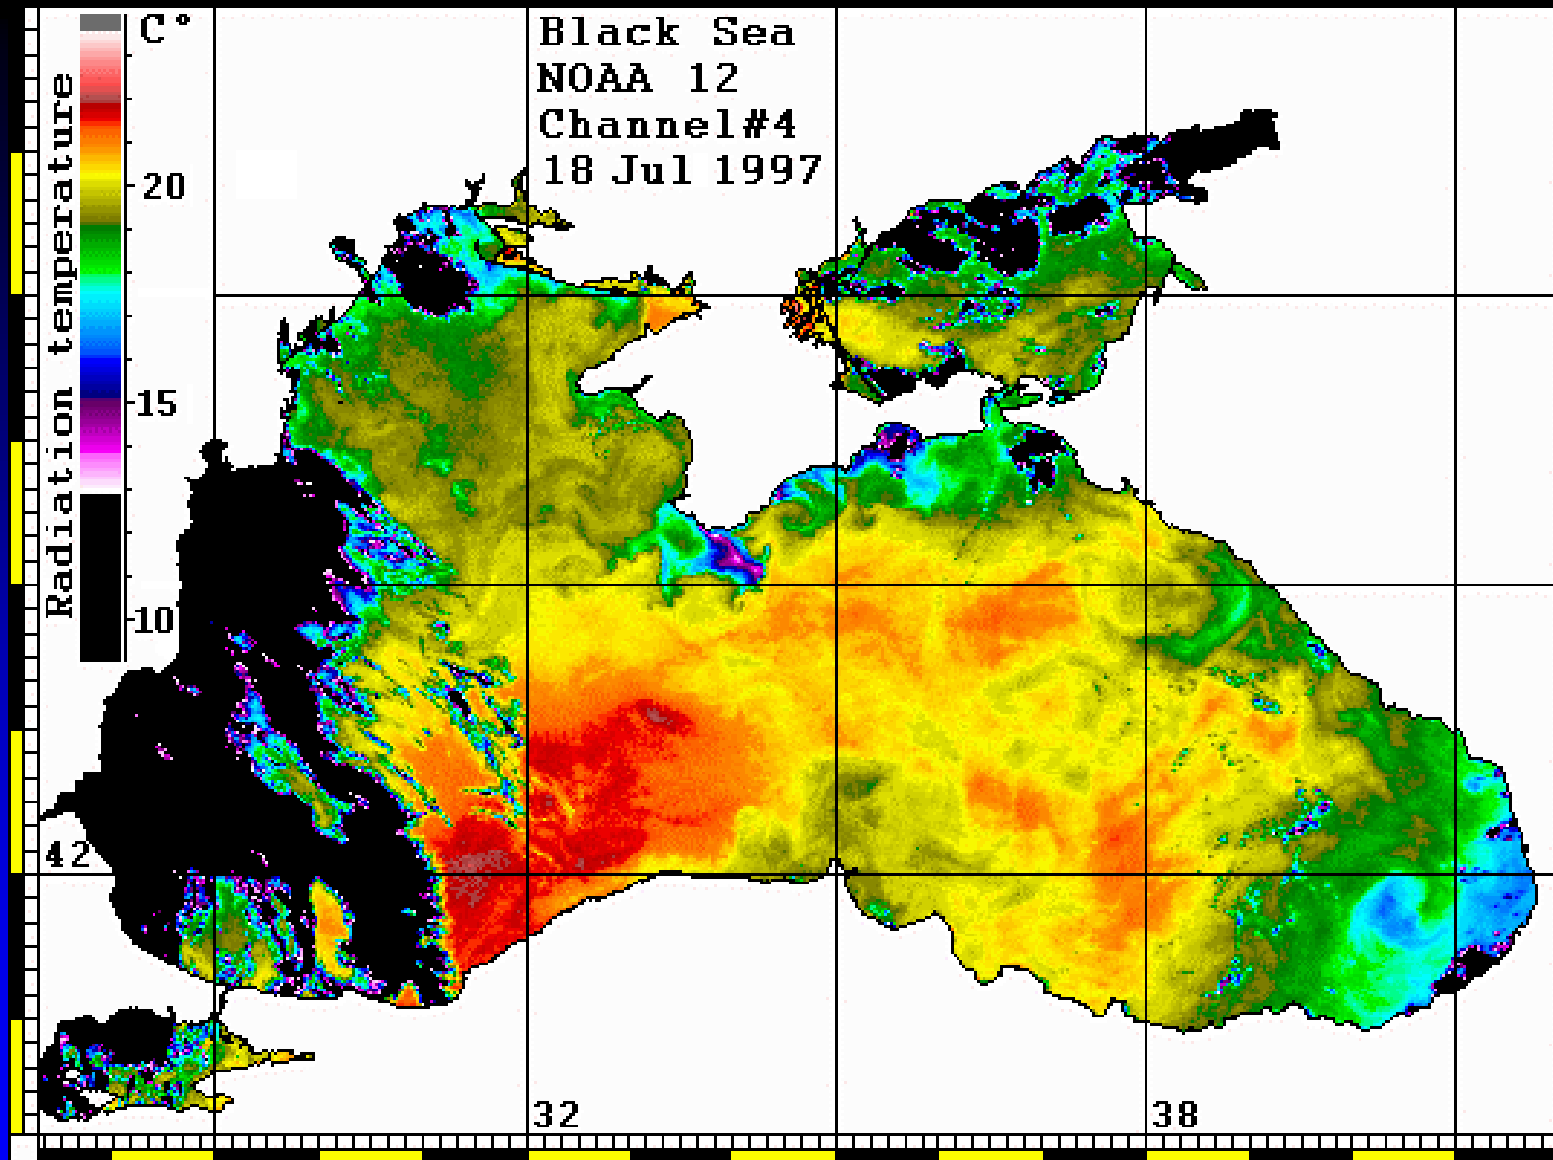 C°
Black Sea
NOAA 12
Channel#4
18 Jul 1997
Radiation temperature
20
15
10
42
32
38